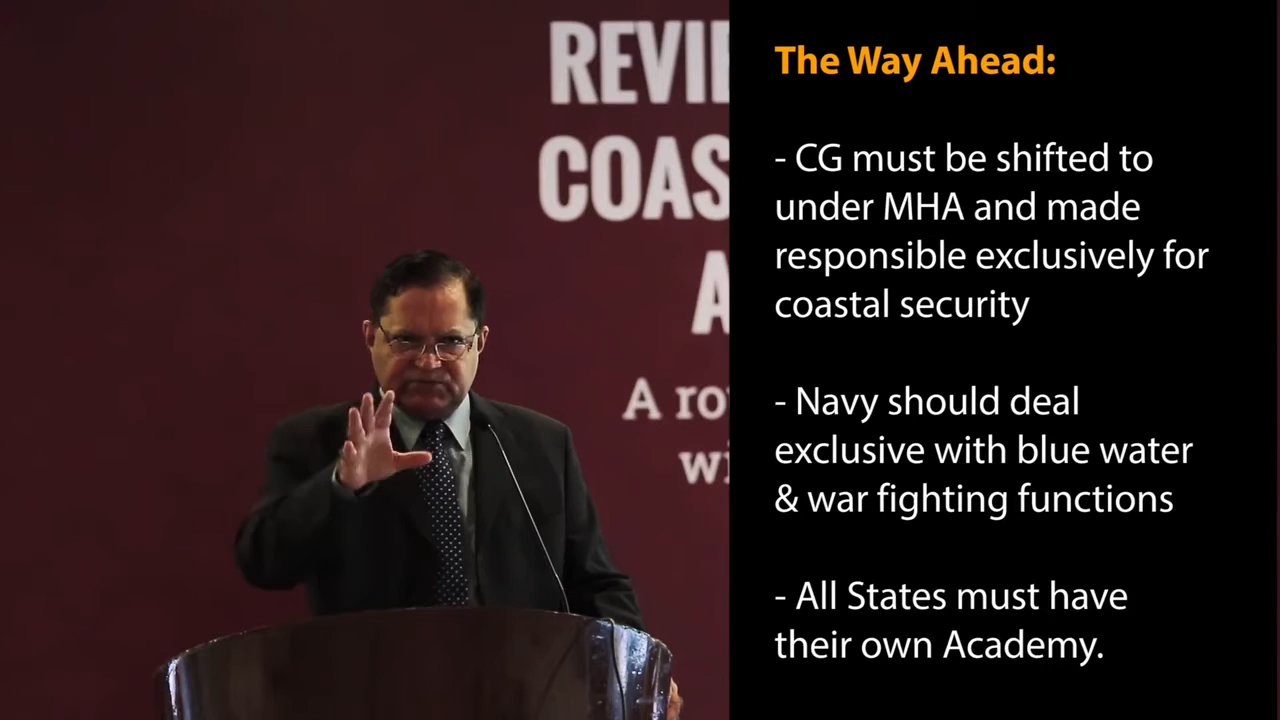 REVIE
COAS
A
A ro
wi
The Way Ahead:
- CG must be shifted to
under MHA and made
responsible exclusively for
coastal security
- Navy should deal
exclusive with blue water
& war fighting functions
- All States must have
their own Academy.